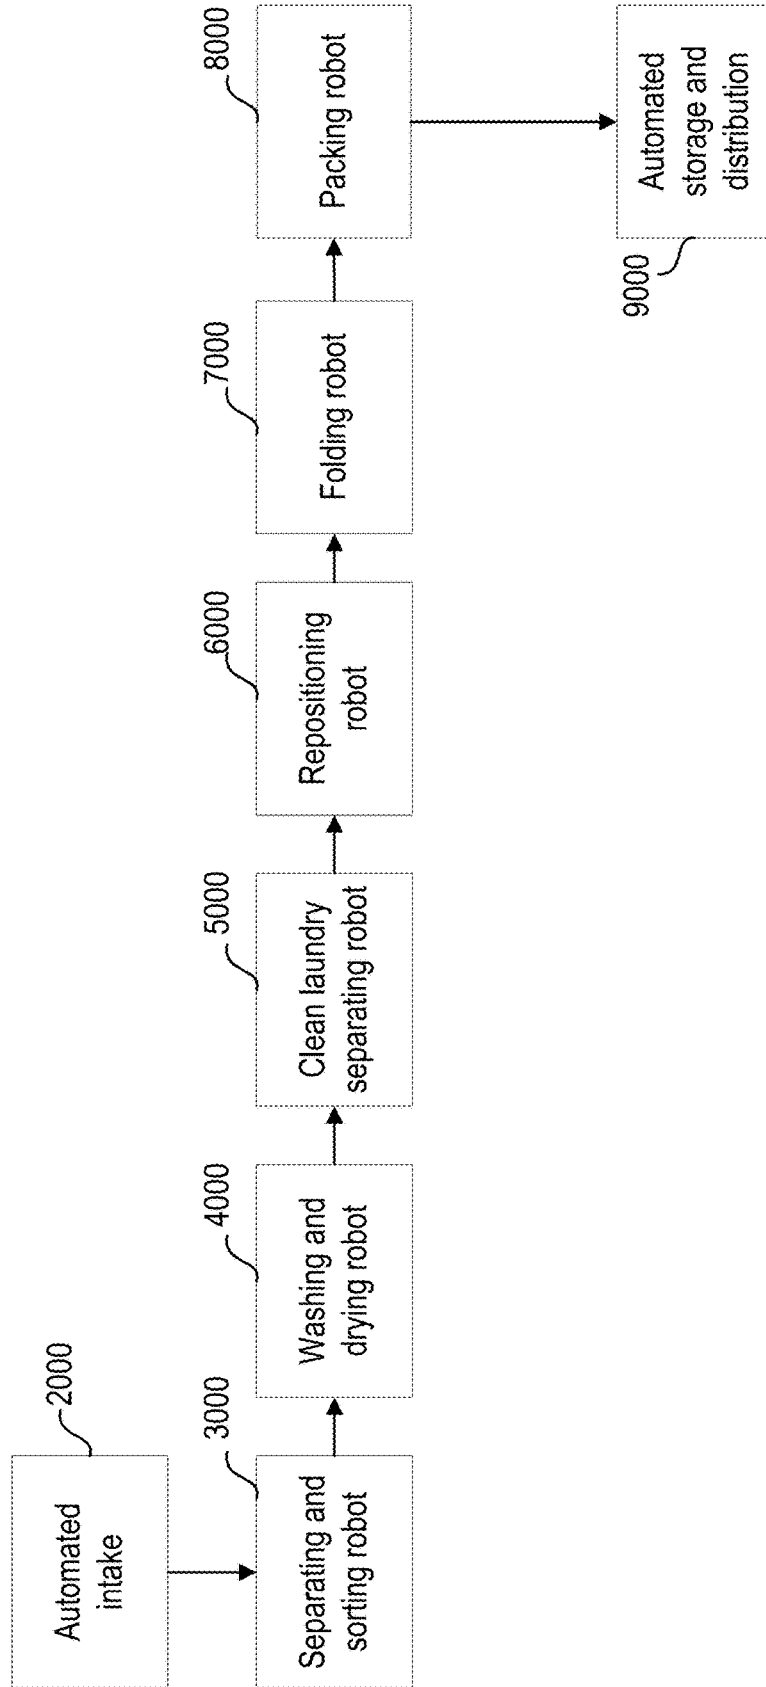 Automated
intake
2000
Separating and
sorting robot
3000
Washing and
drying robot
4000
Clean laundry
separating robot
5000
Repositioning
robot
6000
Folding robot
7000
Packing robot
8000
Automated
storage and
distribution
9000